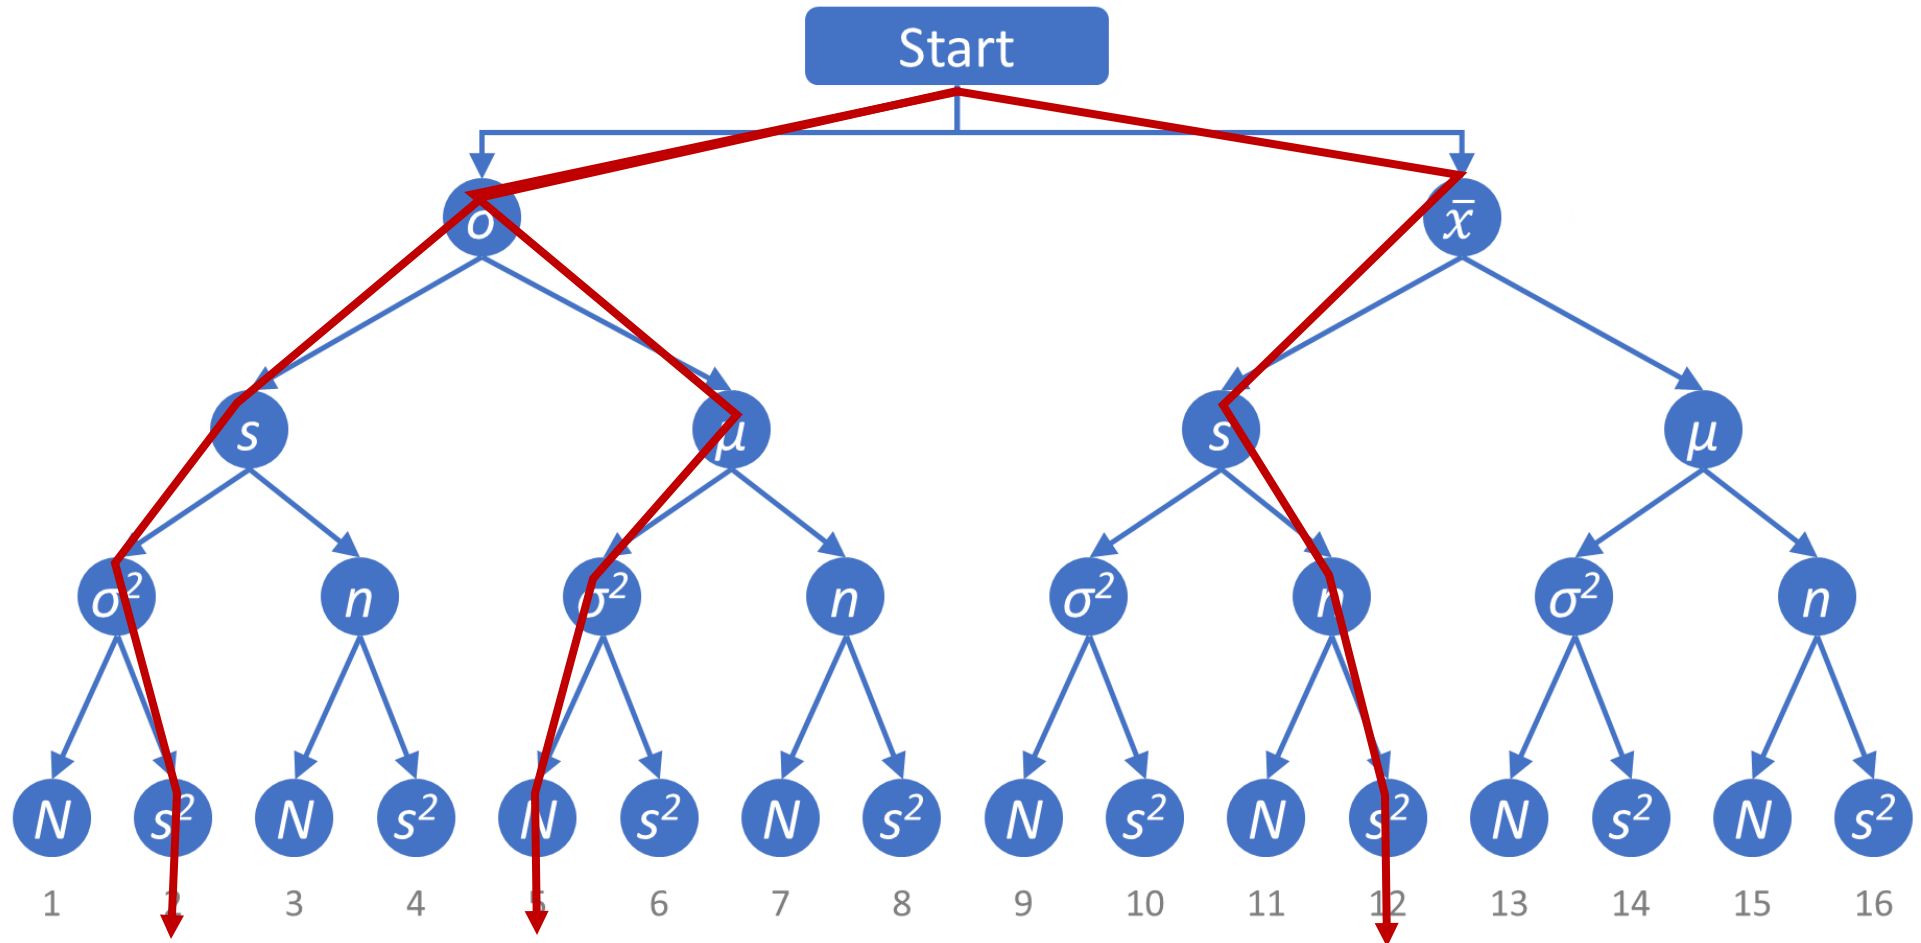 Start
σ x̄
s μ s μ
σ² n σ² n σ² n σ² n
N s² N s² N s² N s² N s² N s² N s² N s²
1 2 3 4 5 6 7 8 9 10 11 12 13 14 15 16